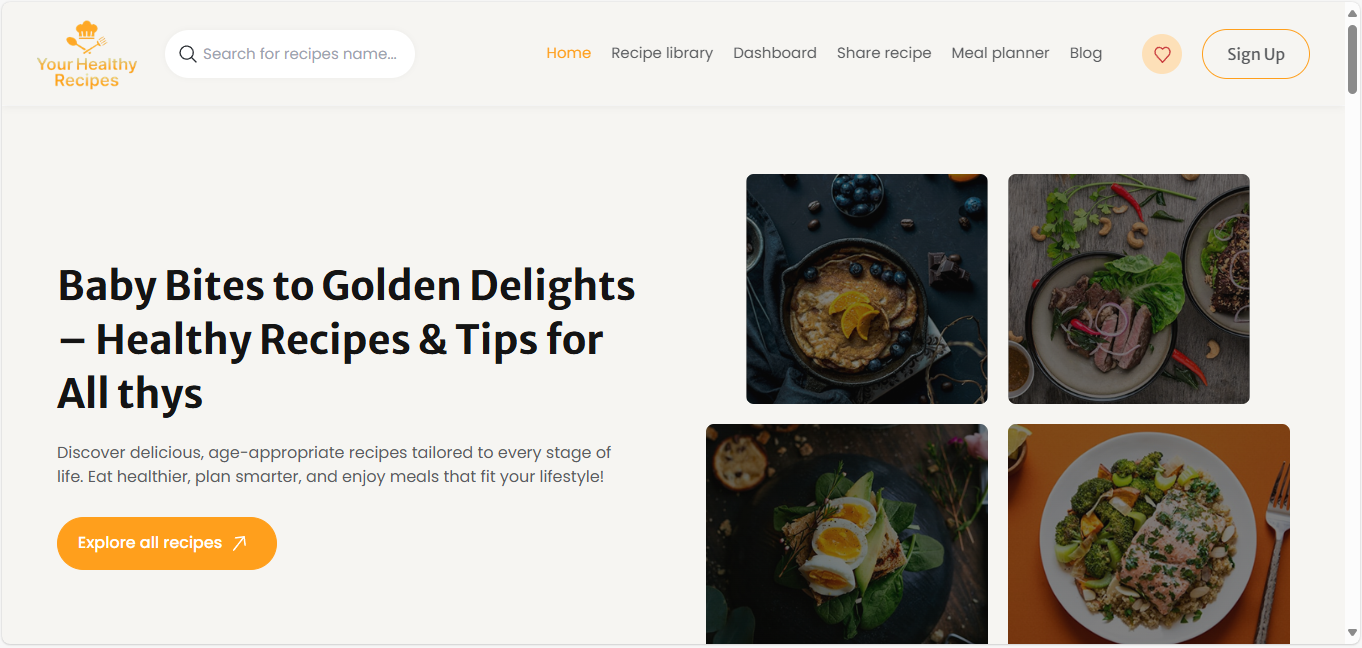 Your Healthy
Recipes
Search for recipes name...
Home
Recipe library
Dashboard
Share recipe
Meal planner
Blog
Sign Up
Baby Bites to Golden Delights
– Healthy Recipes & Tips for
All thys
Discover delicious, age-appropriate recipes tailored to every stage of
life. Eat healthier, plan smarter, and enjoy meals that fit your lifestyle!
Explore all recipes